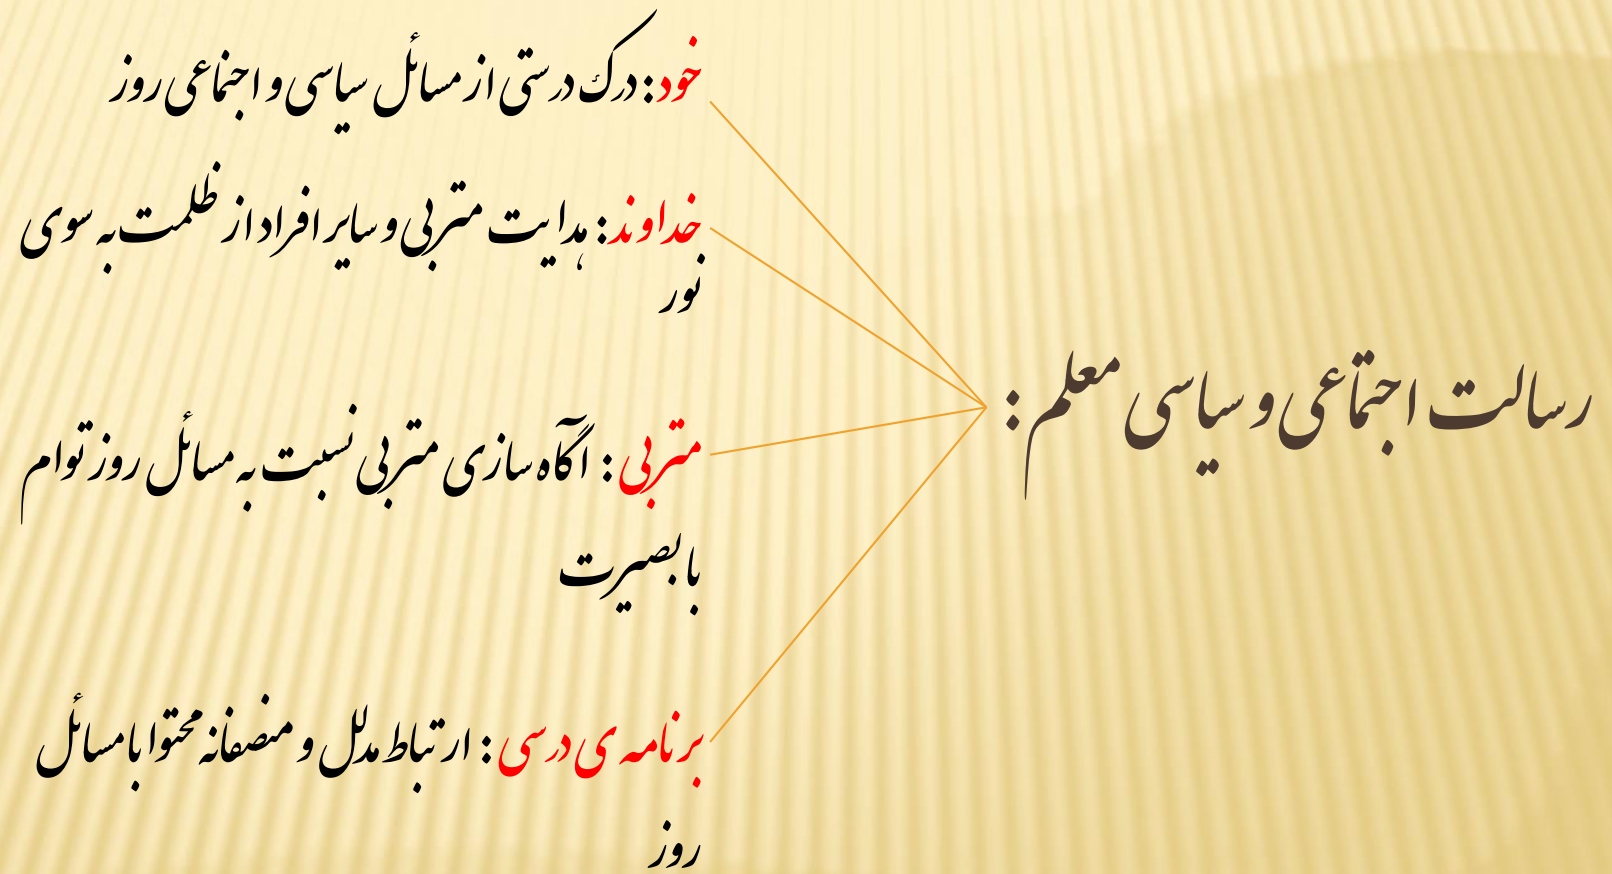 رسالت اجتماعی و سیاسی معلم :
خود: درک درستی از مسائل سیاسی و اجتماعی روز
خداوند: هدایت متربی و سایر افراد از ظلمت به سوی
نور
متربی : آگاه سازی متربی نسبت به مسائل روز توام
با بصیرت
برنامه ی درسی : ارتباط مدلل و منصفانه محتوا با مسائل
روز